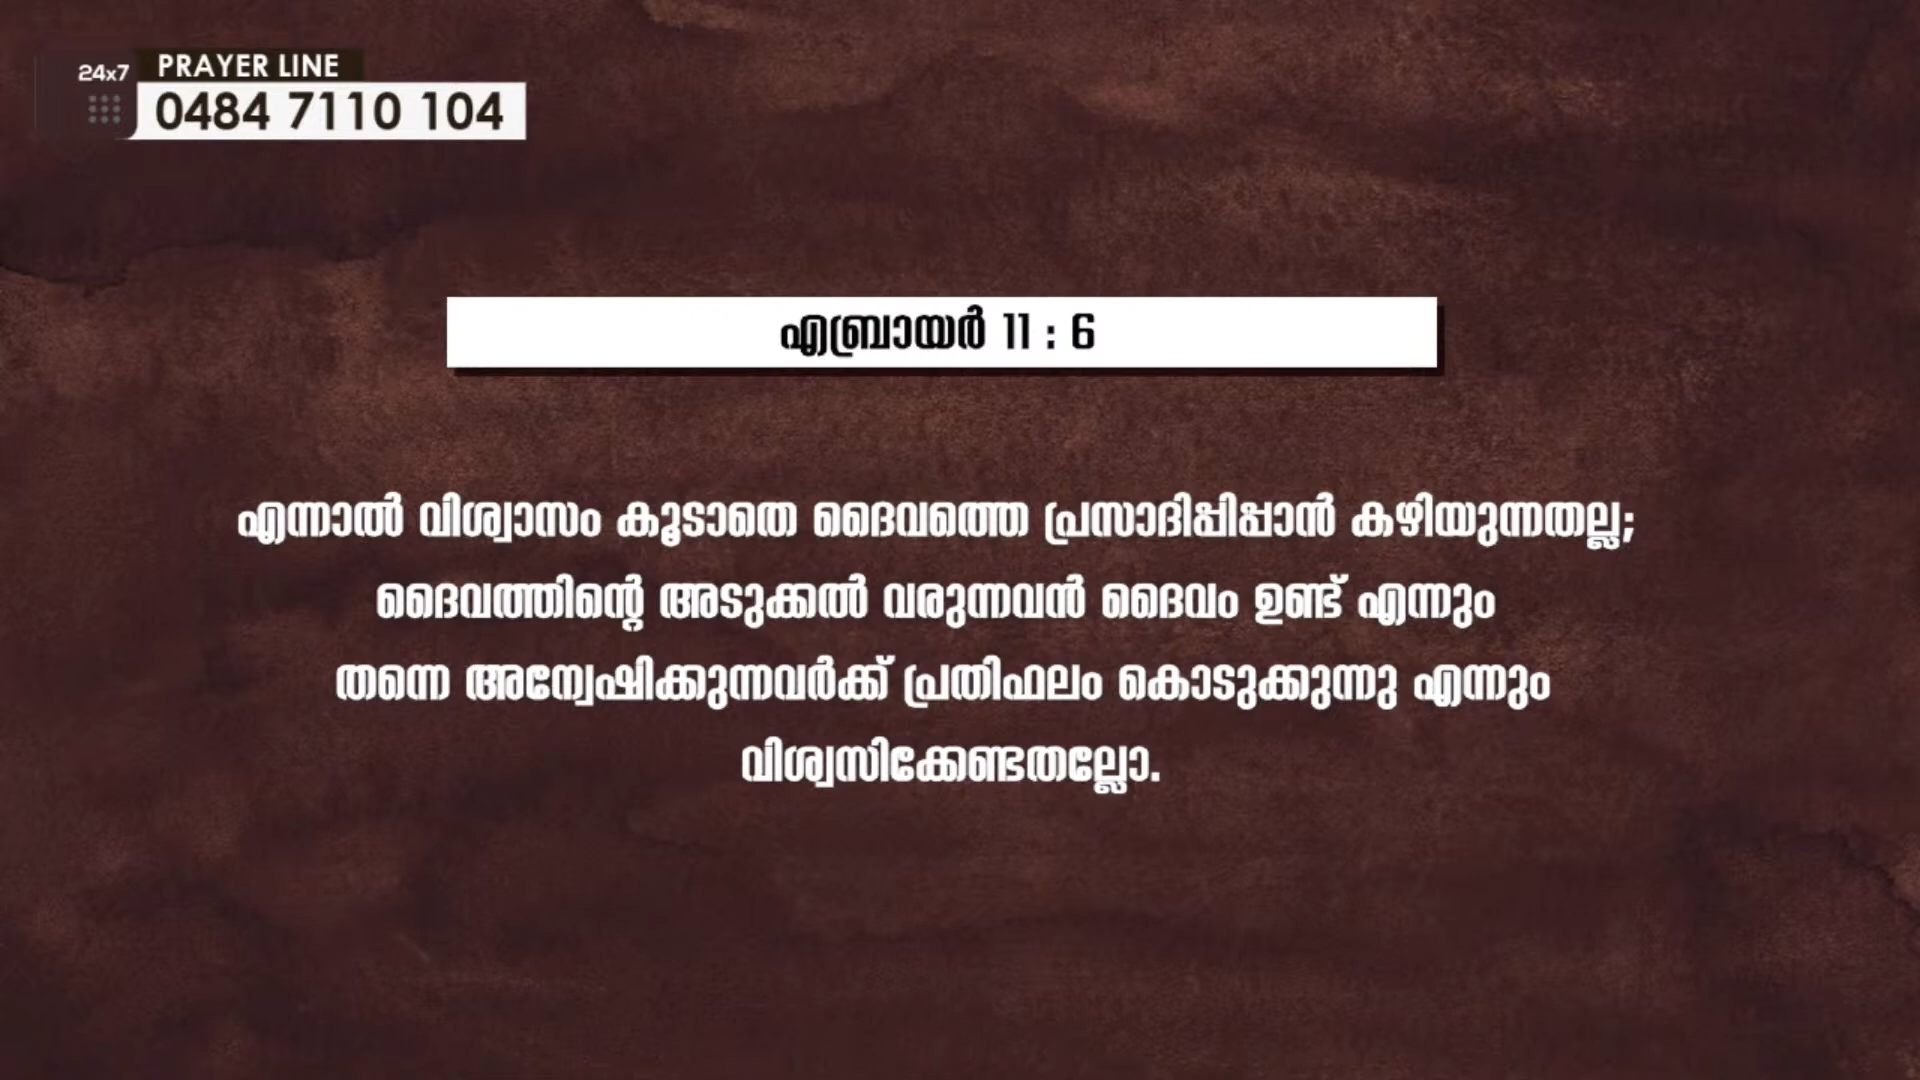 24x7 PRAYER LINE
0484 7110 104
എബ്രായർ 11 : 6
എന്നാൽ വിശ്വാസം കൂടാതെ ദൈവത്തെ പ്രസാദിപ്പിപ്പാൻ കഴിയുന്നതല്ല;
ദൈവത്തിന്റെ അടുക്കൽ വരുന്നവൻ ദൈവം ഉണ്ട് എന്നും
തന്നെ അന്വേഷിക്കുന്നവർക്ക് പ്രതിഫലം കൊടുക്കുന്നു എന്നും
വിശ്വസിക്കേണ്ടതല്ലോ.